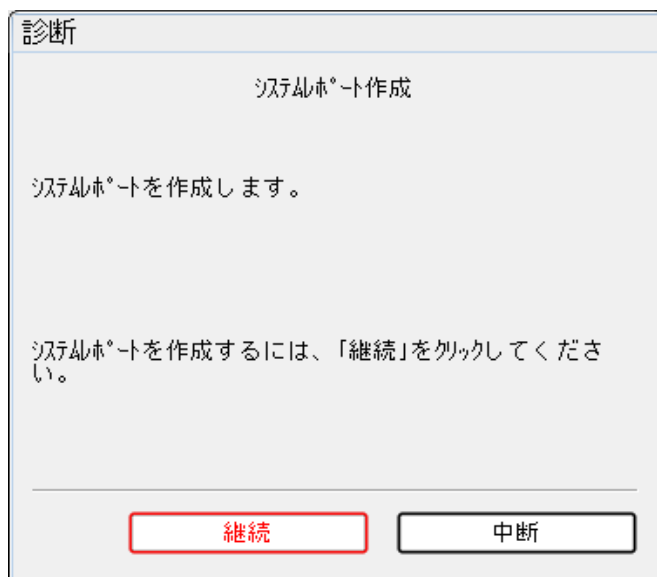 診断
システムレポート作成
システムレポートを作成します。
システムレポートを作成するには、「継続」をクリックしてくださ
い。
継続
中断